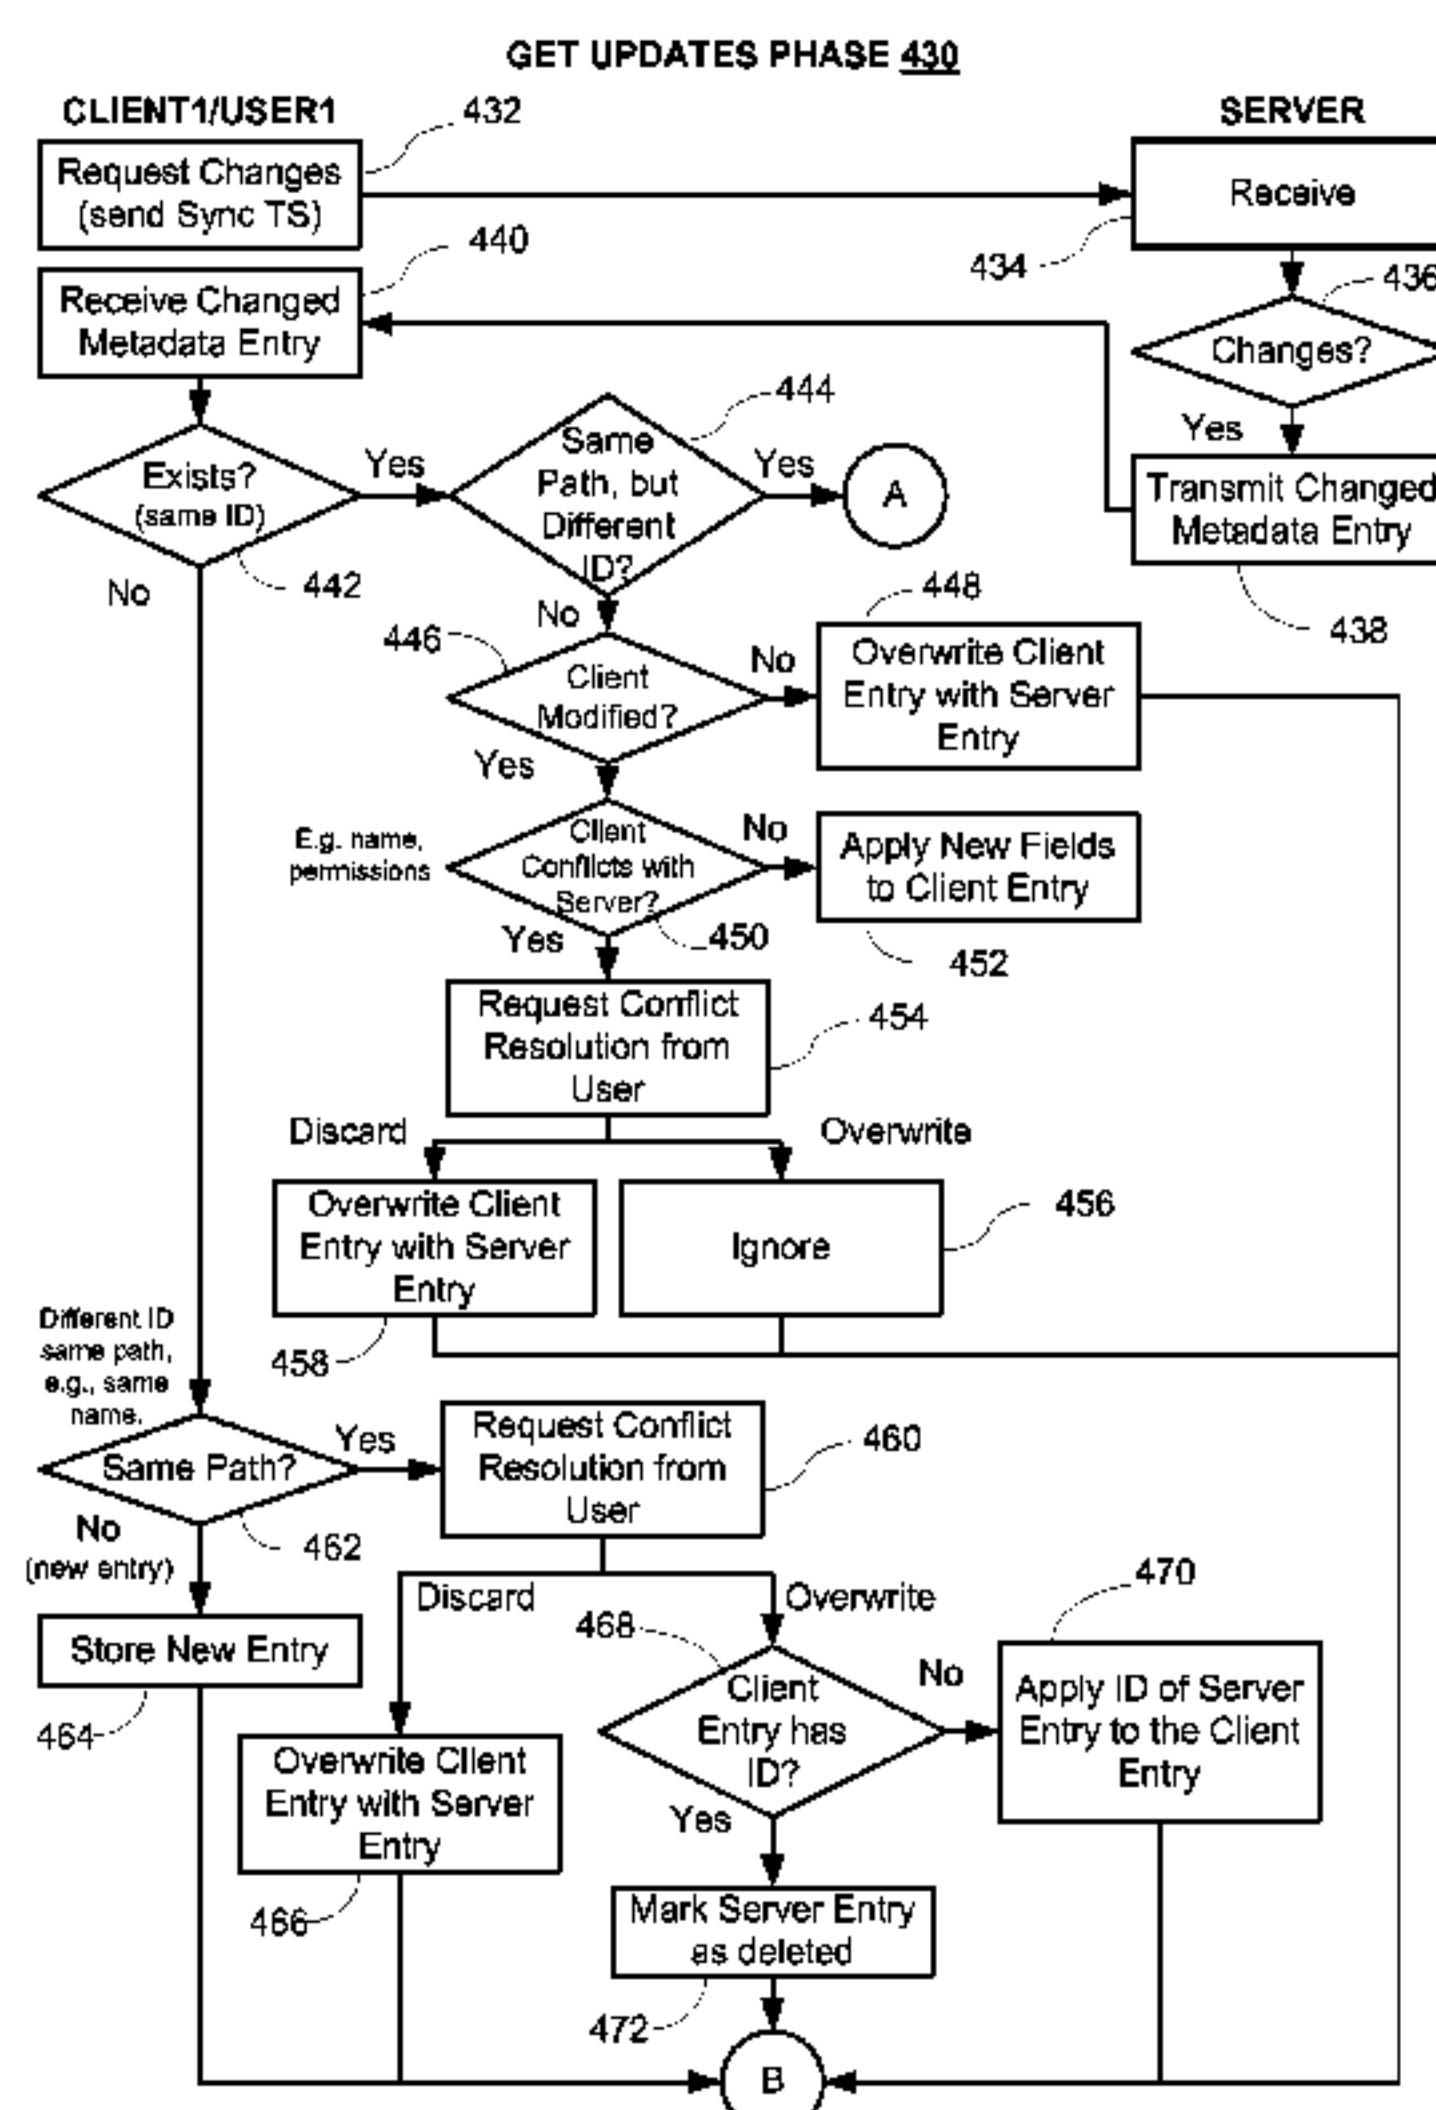 GET UPDATES PHASE 430
CLIENT1/USER1
432
SERVER
Request Changes
(send Sync TS)
Receive
434
440
436
Receive Changed
Metadata Entry
Changes?
Yes
Transmit Changed
Metadata Entry
438
Exists?
(same ID)
Yes
442
No
444
Same
Path, but
Different
ID?
Yes
A
No
446
Client
Modified?
No
448
Overwrite Client
Entry with Server
Entry
Yes
E.g. name,
permissions
Client
Conflicts with
Server?
No
Apply New Fields
to Client Entry
450
452
Yes
Request Conflict
Resolution from
User
454
Discard
Overwrite
Overwrite Client
Entry with Server
Entry
Ignore
456
458
Different ID
same path,
e.g., same
name.
Same Path?
Yes
Request Conflict
Resolution from
User
460
No
(new entry)
462
Store New Entry
464
Discard
Overwrite
468
470
Client
Entry has
ID?
No
Apply ID of Server
Entry to the Client
Entry
Overwrite Client
Entry with Server
Entry
466
Yes
Mark Server Entry
as deleted
472
B